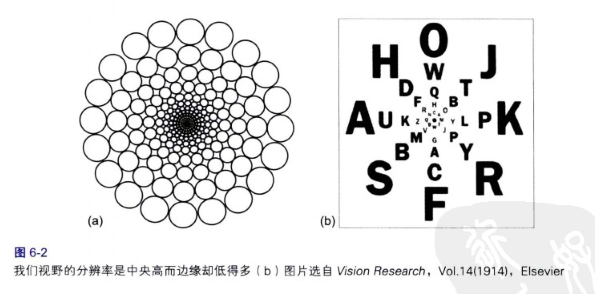 O
H W J
D Q T
F H B
R O
A U K Z Y L P K
M P
G
B A Y
S C R
F
(a)
(b)
图 6-2
我们视野的分辨率是中央高而边缘却低得多（b）图片选自 Vision Research，Vol.14(1914)，Elsevier